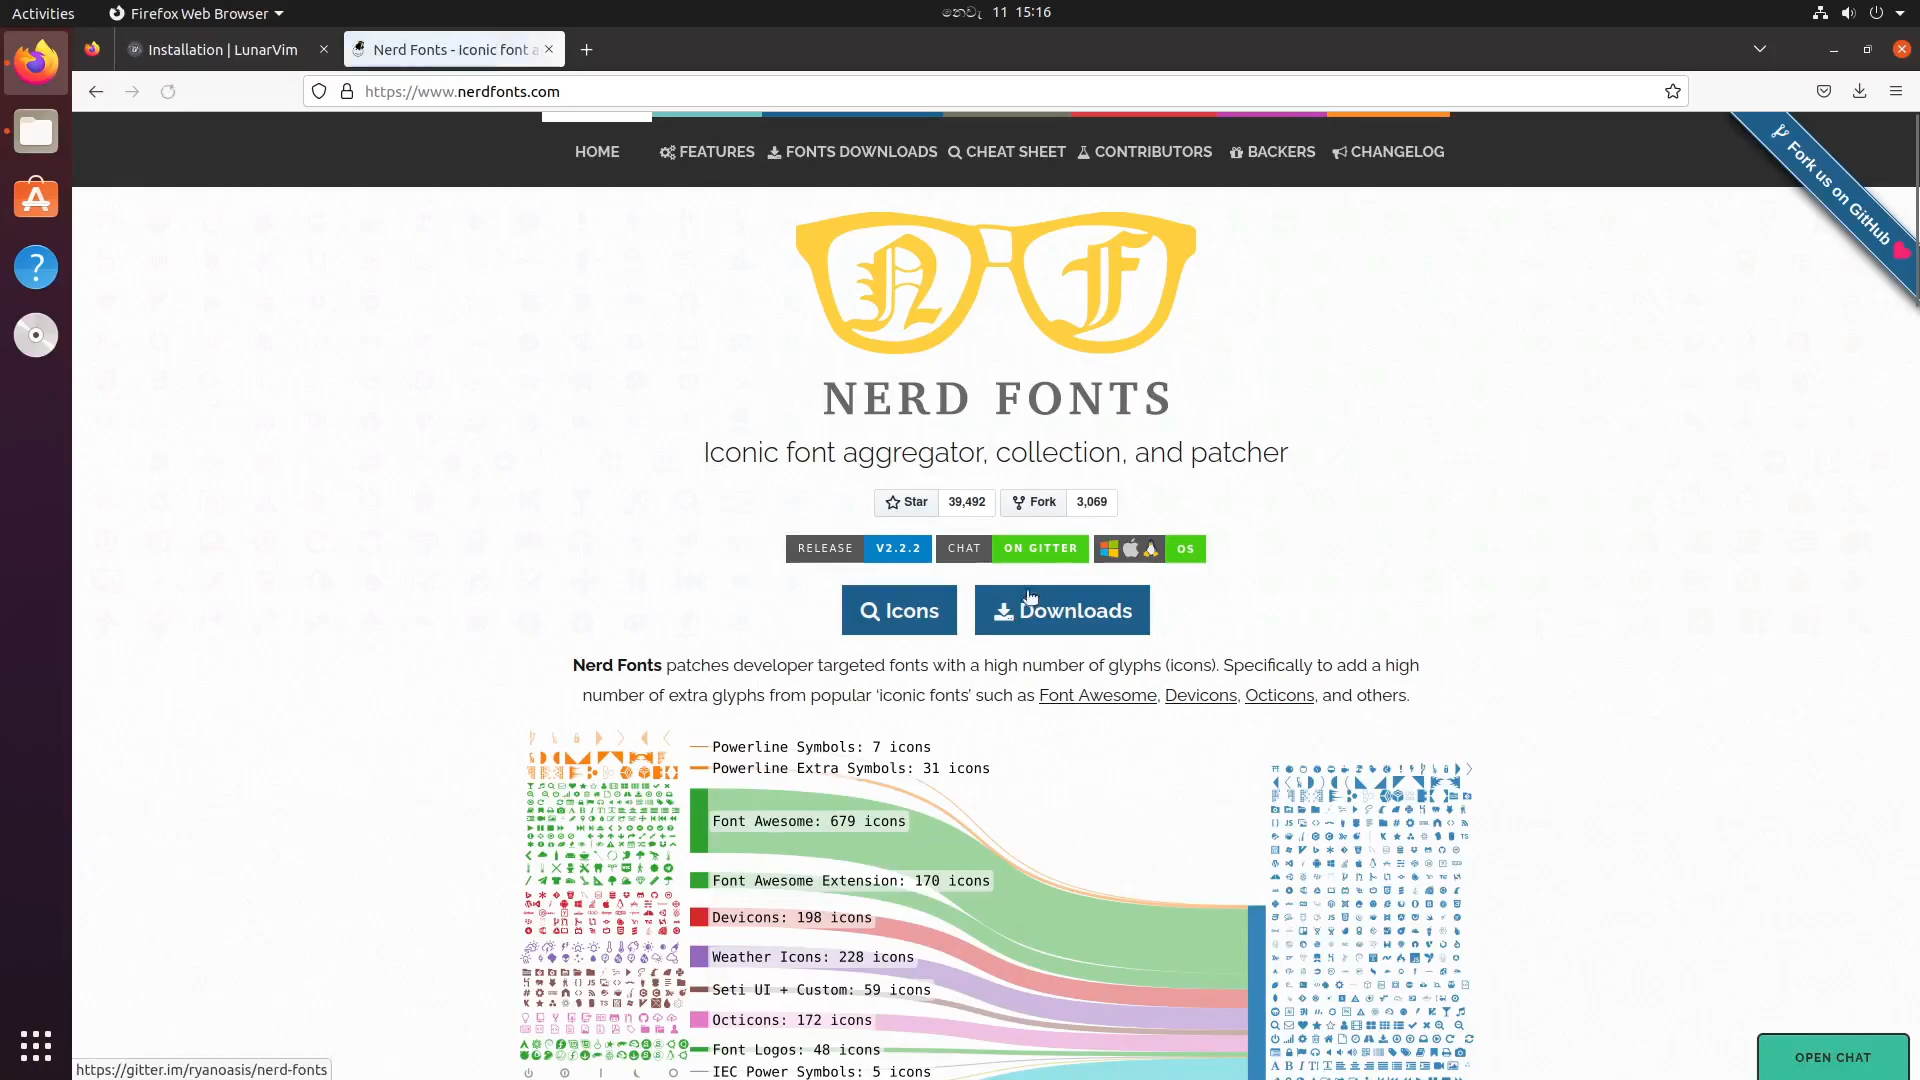 Activities
Firefox Web Browser
නොවැ 11 15:16
Installation | LunarVim
Nerd Fonts - Iconic font a
https://www.nerdfonts.com
HOME
FEATURES
FONTS DOWNLOADS
CHEAT SHEET
CONTRIBUTORS
BACKERS
CHANGELOG
Fork us on GitHub
NERD FONTS
Iconic font aggregator, collection, and patcher
Star 39,492
Fork 3,069
RELEASE V2.2.2
CHAT ON GITTER
OS
Icons
Downloads
Nerd Fonts patches developer targeted fonts with a high number of glyphs (icons). Specifically to add a high
number of extra glyphs from popular ‘iconic fonts’ such as Font Awesome, Devicons, Octicons, and others.
Powerline Symbols: 7 icons
Powerline Extra Symbols: 31 icons
Font Awesome: 679 icons
Font Awesome Extension: 170 icons
Devicons: 198 icons
Weather Icons: 228 icons
Seti UI + Custom: 59 icons
Octicons: 172 icons
Font Logos: 48 icons
IEC Power Symbols: 5 icons
OPEN CHAT
https://gitter.im/ryanoasis/nerd-fonts